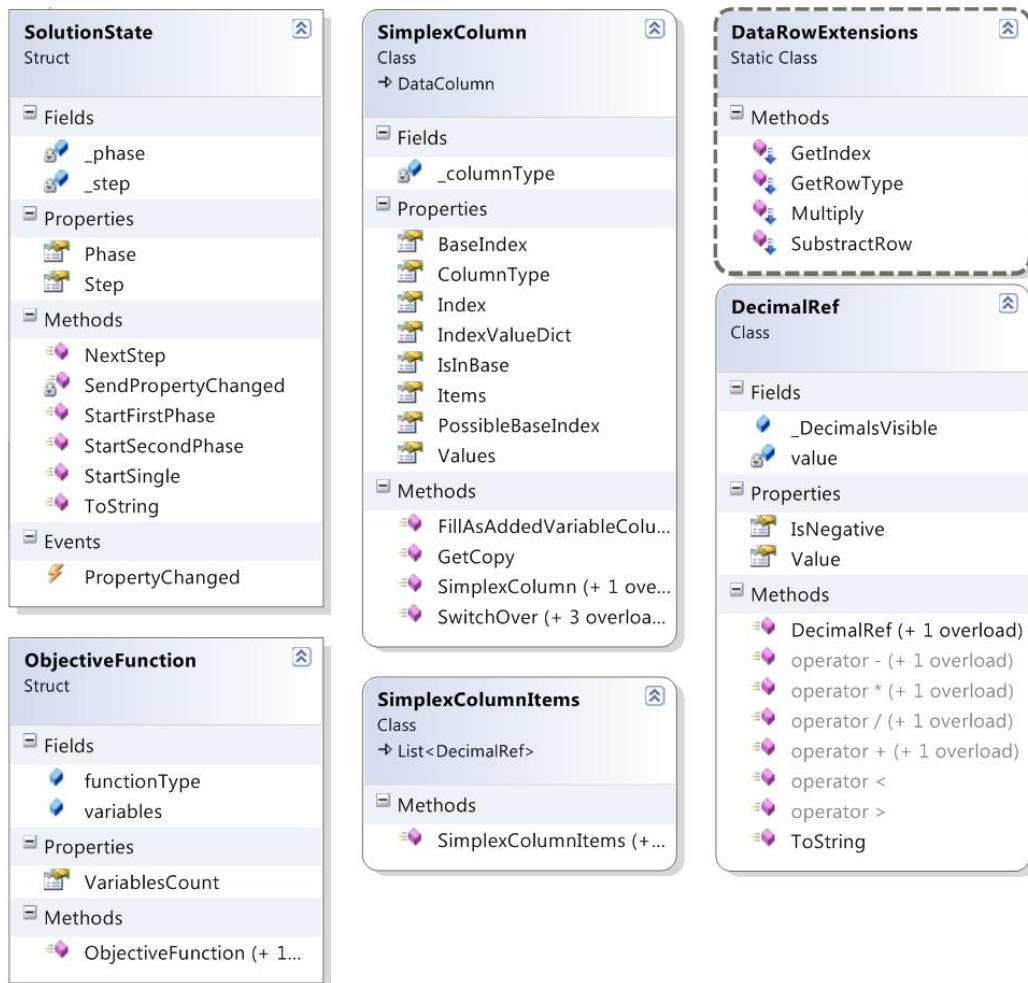 SolutionState
Struct
Fields
_phase
_step
Properties
Phase
Step
Methods
NextStep
SendPropertyChanged
StartFirstPhase
StartSecondPhase
StartSingle
ToString
Events
PropertyChanged
ObjectiveFunction
Struct
Fields
functionType
variables
Properties
VariablesCount
Methods
ObjectiveFunction (+ 1...
SimplexColumn
Class
DataColumn
Fields
_columnType
Properties
BaseIndex
ColumnType
Index
IndexValueDict
IsInBase
Items
PossibleBaseIndex
Values
Methods
FillAsAddedVariableColu...
GetCopy
SimplexColumn (+ 1 ove...
SwitchOver (+ 3 overloa...
SimplexColumnItems
Class
List<DecimalRef>
Methods
SimplexColumnItems (+...
DataRowExtensions
Static Class
Methods
GetIndex
GetRowType
Multiply
SubstractRow
DecimalRef
Class
Fields
_DecimalsVisible
value
Properties
IsNegative
Value
Methods
DecimalRef (+ 1 overload)
operator - (+ 1 overload)
operator * (+ 1 overload)
operator / (+ 1 overload)
operator + (+ 1 overload)
operator <
operator >
ToString